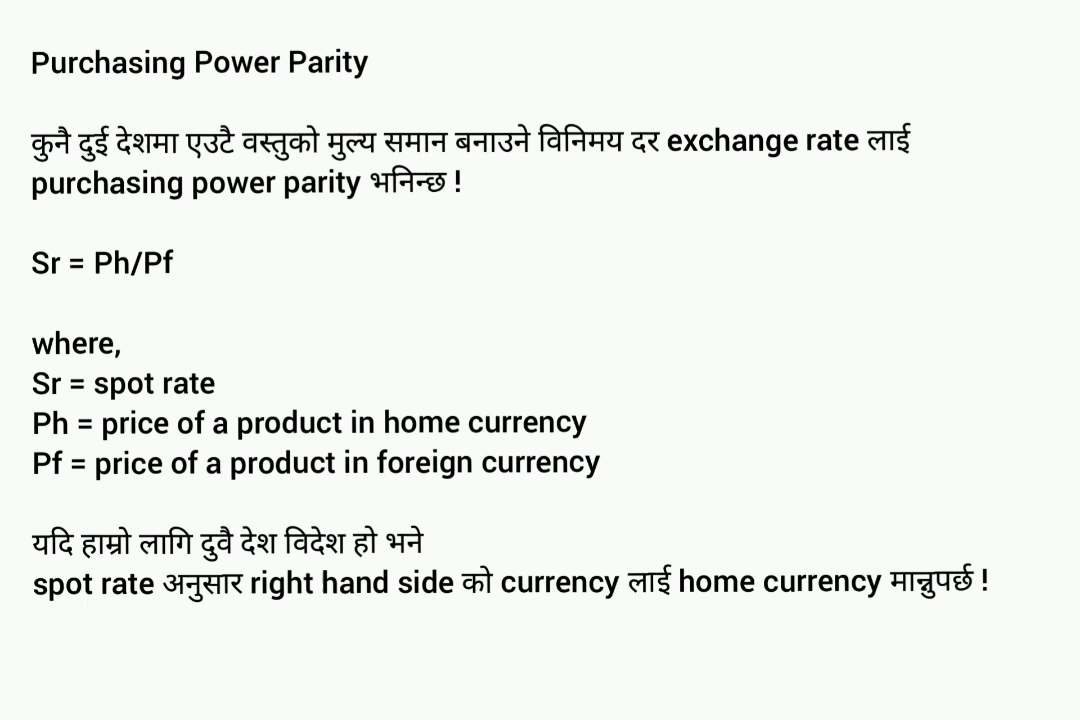 Purchasing Power Parity
कुनै दुई देशमा एउटै वस्तुको मुल्य समान बनाउने विनिमय दर exchange rate लाई
purchasing power parity भनिन्छ !
Sr = Ph/Pf
where,
Sr = spot rate
Ph = price of a product in home currency
Pf = price of a product in foreign currency
यदि हाम्रो लागि दुवै देश विदेश हो भने
spot rate अनुसार right hand side को currency लाई home currency मान्नुपर्छ !